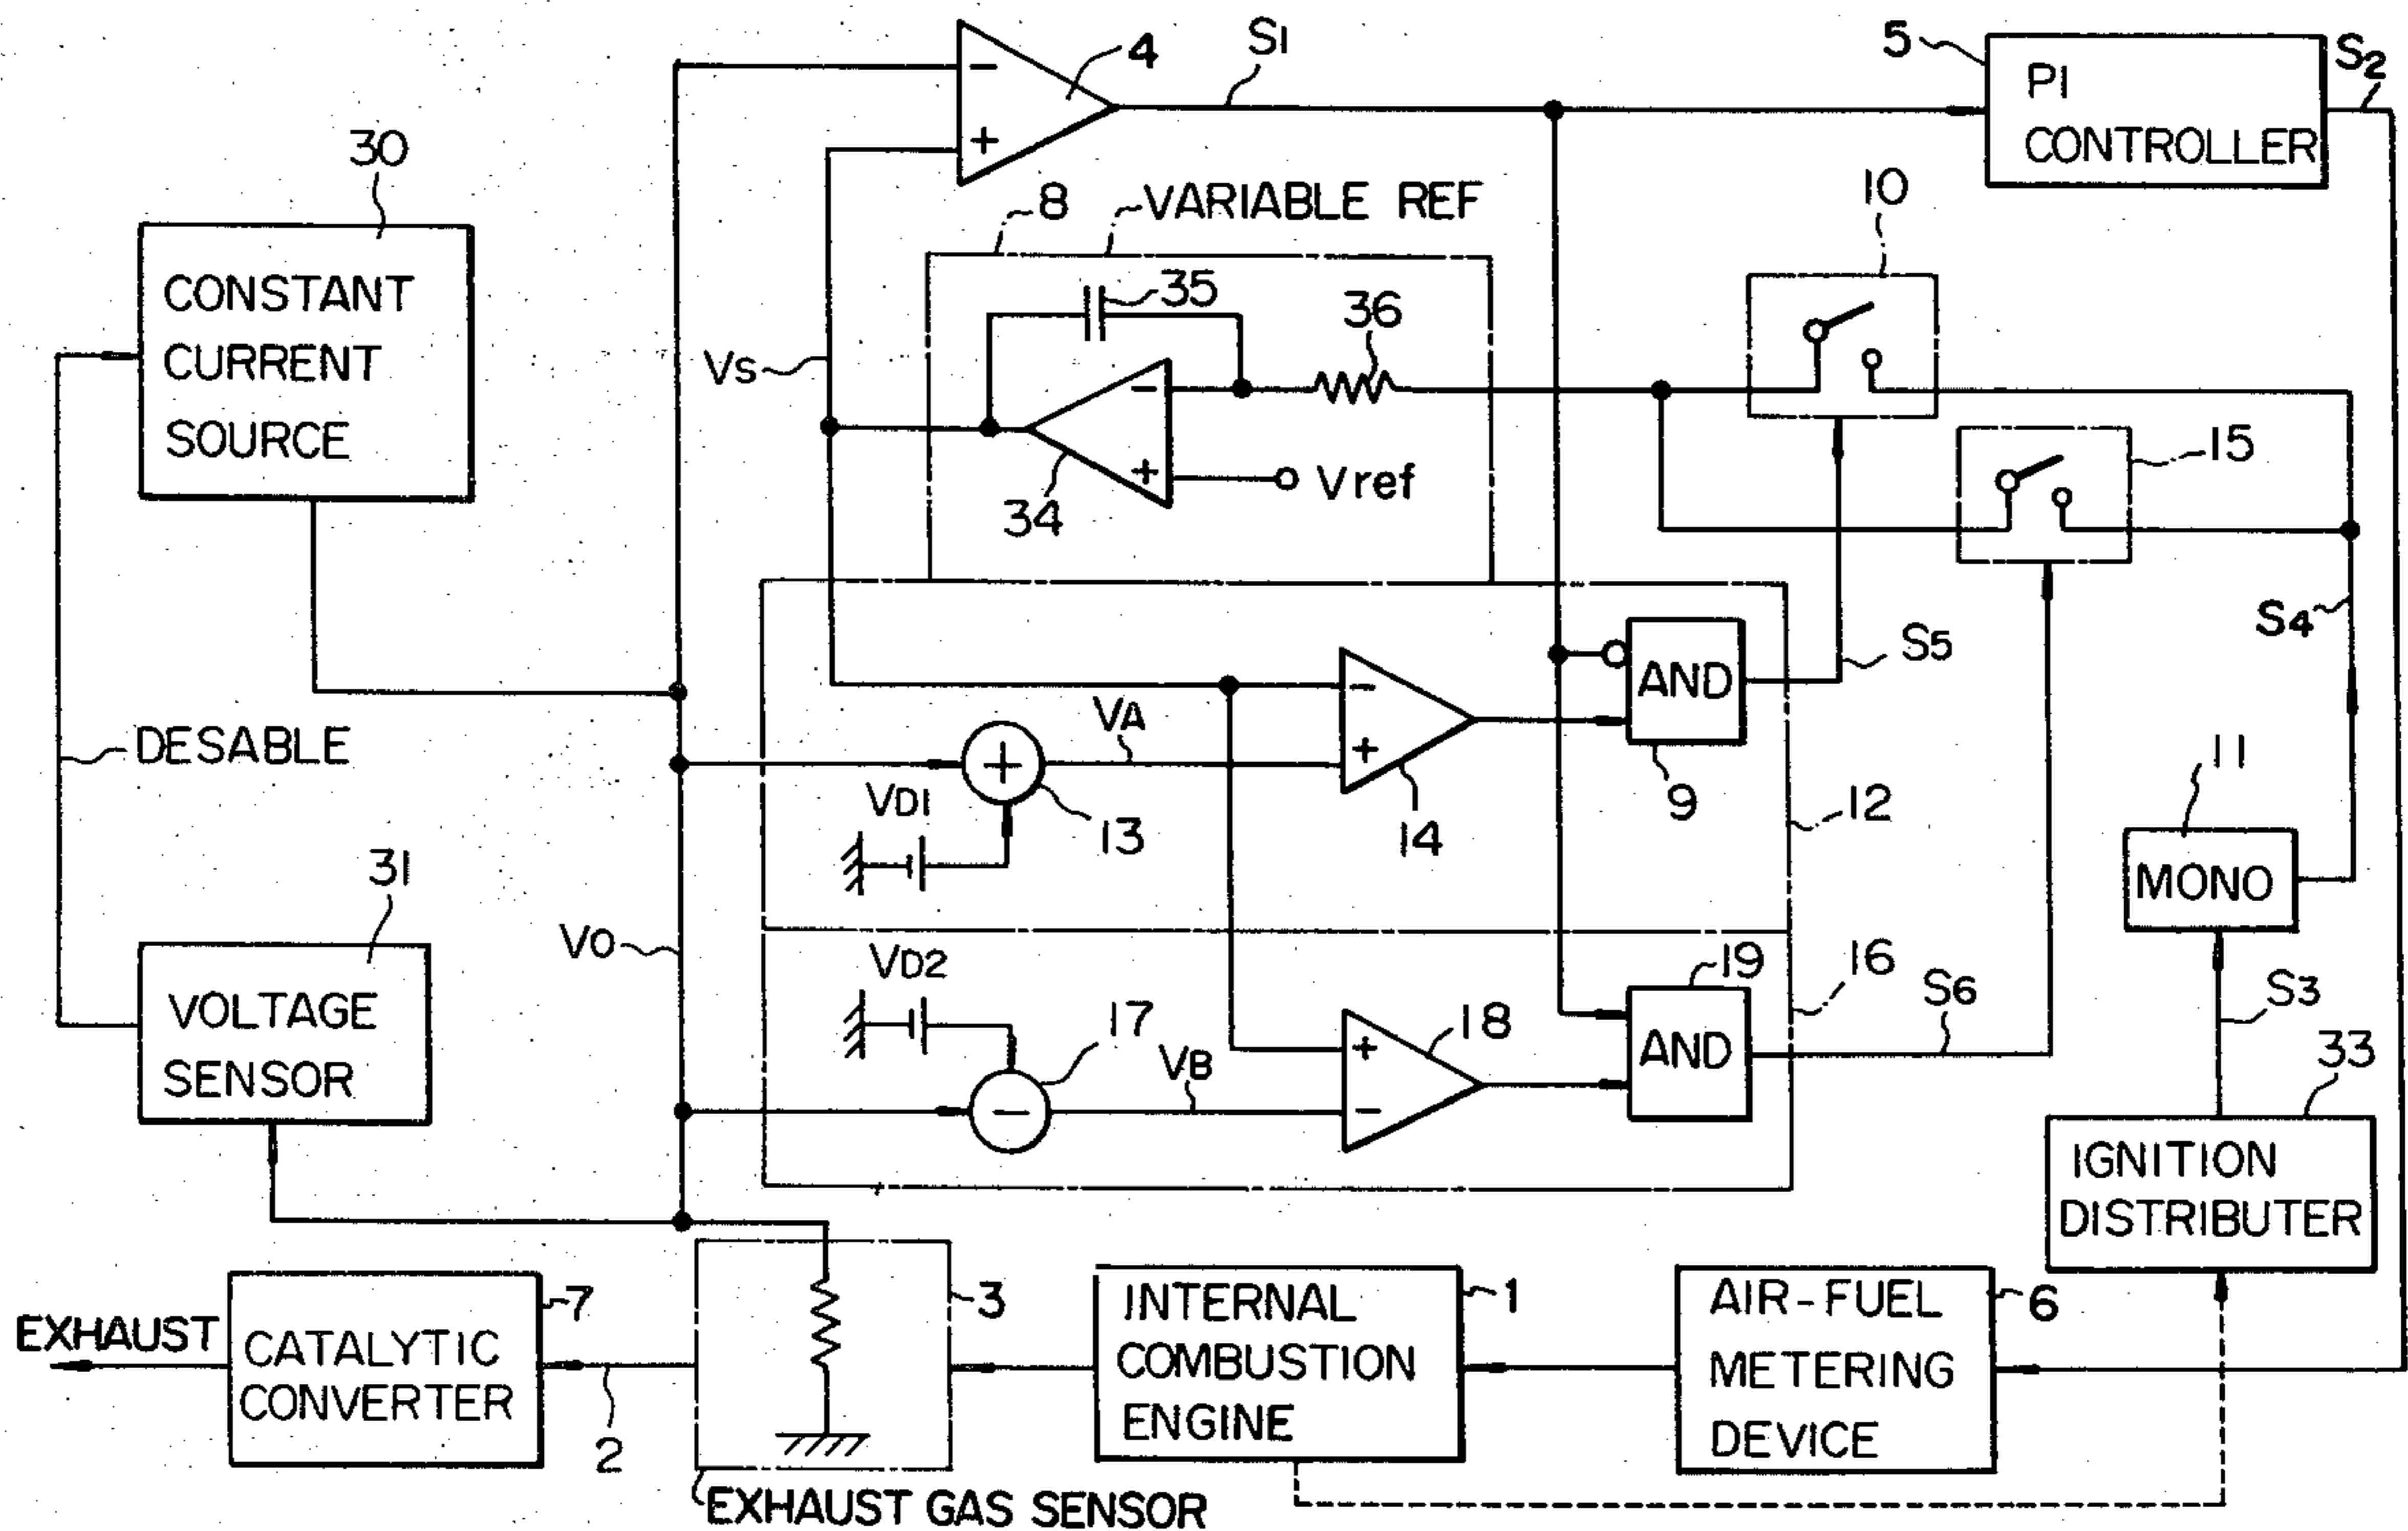 4
S1
5
PI
CONTROLLER
S2
30
CONSTANT
CURRENT
SOURCE
8
VARIABLE REF
10
35
36
Vs
−
+
34
Vref
15
S4
−
+
AND
S5
9
DESABLE
VA
+
VD1
13
14
12
11
MONO
31
VOLTAGE
SENSOR
VO
VD2
17
−
VB
+
−
18
19
AND
16
S6
S3
33
IGNITION
DISTRIBUTER
7
EXHAUST
CATALYTIC
CONVERTER
2
3
EXHAUST GAS SENSOR
INTERNAL
COMBUSTION
ENGINE
1
AIR-FUEL
METERING
DEVICE
6
−
+